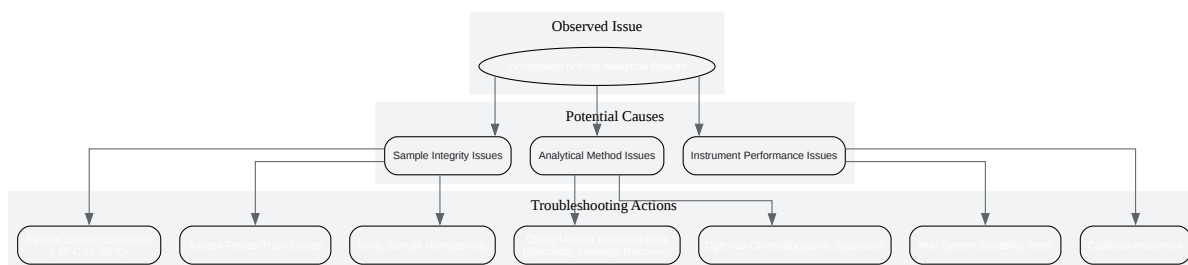 Observed Issue
Inconsistent or Poor Analytical Results
Potential Causes
Sample Integrity Issues
Analytical Method Issues
Instrument Performance Issues
Troubleshooting Actions
Review Storage Conditions
(-20°C vs -80°C)
Assess Freeze-Thaw Cycles
Verify Sample Homogeneity
Check Method Validation Data
(Specificity, Linearity, Recovery)
Optimize Chromatographic Separation
Run System Suitability Tests
Calibrate Instrument